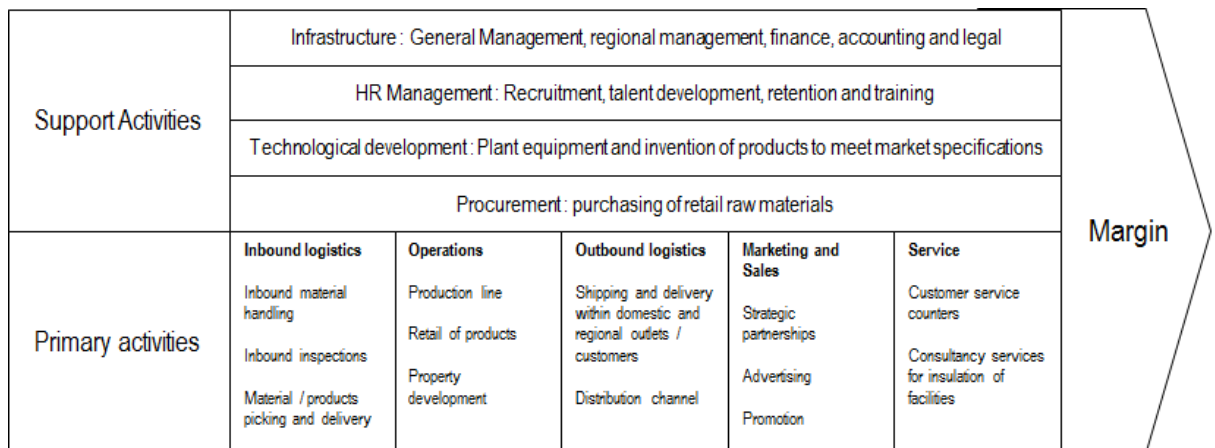 Support Activities
Infrastructure : General Management, regional management, finance, accounting and legal
HR Management : Recruitment, talent development, retention and training
Technological development : Plant equipment and invention of products to meet market specifications
Procurement : purchasing of retail raw materials
Primary activities
Inbound logistics
Inbound material
handling
Inbound inspections
Material / products
picking and delivery
Operations
Production line
Retail of products
Property
development
Outbound logistics
Shipping and delivery
within domestic and
regional outlets /
customers
Distribution channel
Marketing and
Sales
Strategic
partnerships
Advertising
Promotion
Service
Customer service
counters
Consultancy services
for insulation of
facilities
Margin